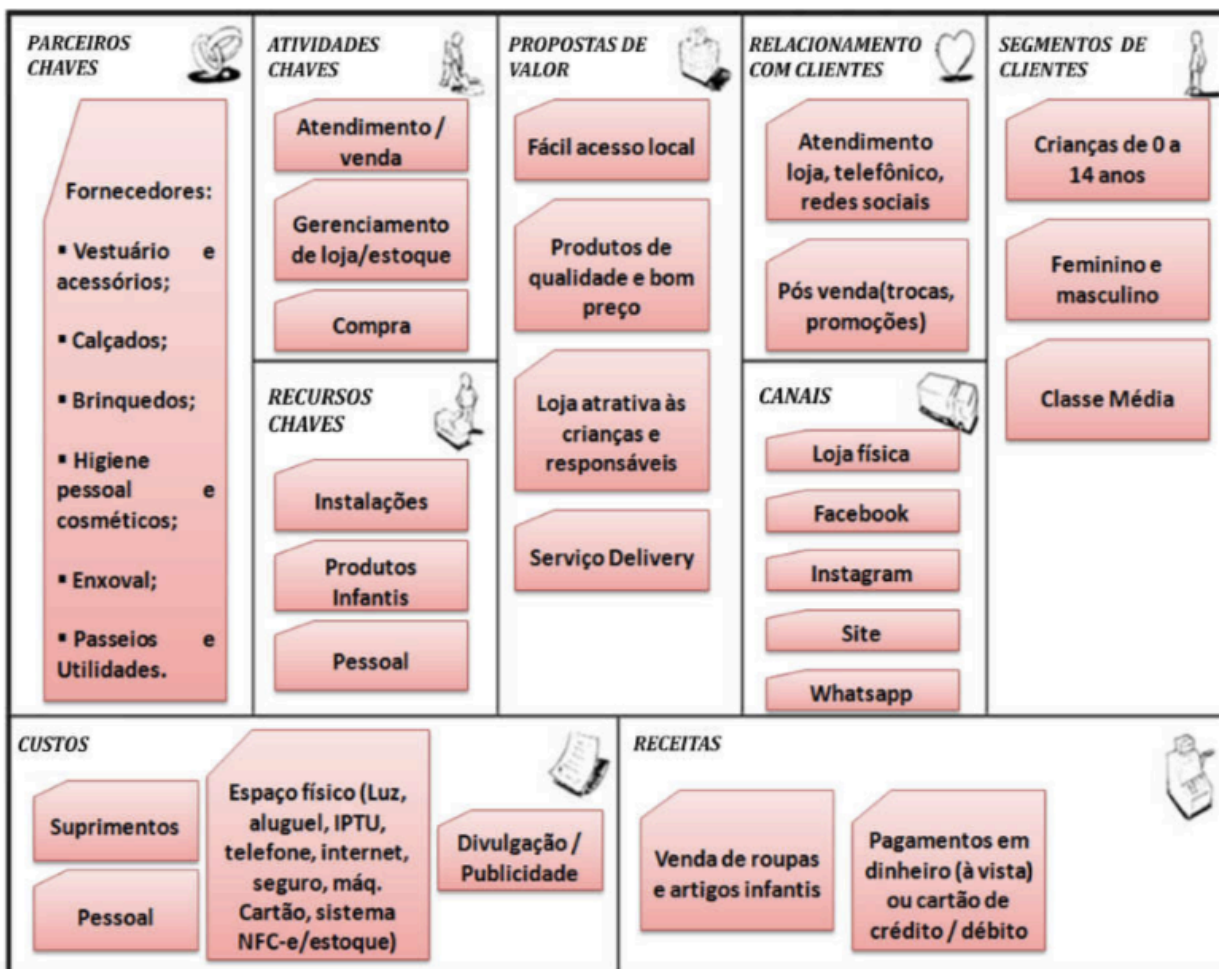 PARCEIROS
CHAVES
Fornecedores:
▪ Vestuário e
acessórios;
▪ Calçados;
▪ Brinquedos;
▪ Higiene
pessoal e
cosméticos;
▪ Enxoval;
▪ Passeios e
Utilidades.
ATIVIDADES
CHAVES
Atendimento /
venda
Gerenciamento
de loja/estoque
Compra
RECURSOS
CHAVES
Instalações
Produtos
Infantis
Pessoal
PROPOSTAS DE
VALOR
Fácil acesso local
Produtos de
qualidade e bom
preço
Loja atrativa às
crianças e
responsáveis
Serviço Delivery
RELACIONAMENTO
COM CLIENTES
Atendimento
loja, telefônico,
redes sociais
Pós venda(trocas,
promoções)
CANAIS
Loja física
Facebook
Instagram
Site
Whatsapp
SEGMENTOS DE
CLIENTES
Crianças de 0 a
14 anos
Feminino e
masculino
Classe Média
CUSTOS
Suprimentos
Pessoal
Espaço físico (Luz,
aluguel, IPTU,
telefone, internet,
seguro, máq.
Cartão, sistema
NFC-e/estoque)
Divulgação /
Publicidade
RECEITAS
Venda de roupas
e artigos infantis
Pagamentos em
dinheiro (à vista)
ou cartão de
crédito / débito